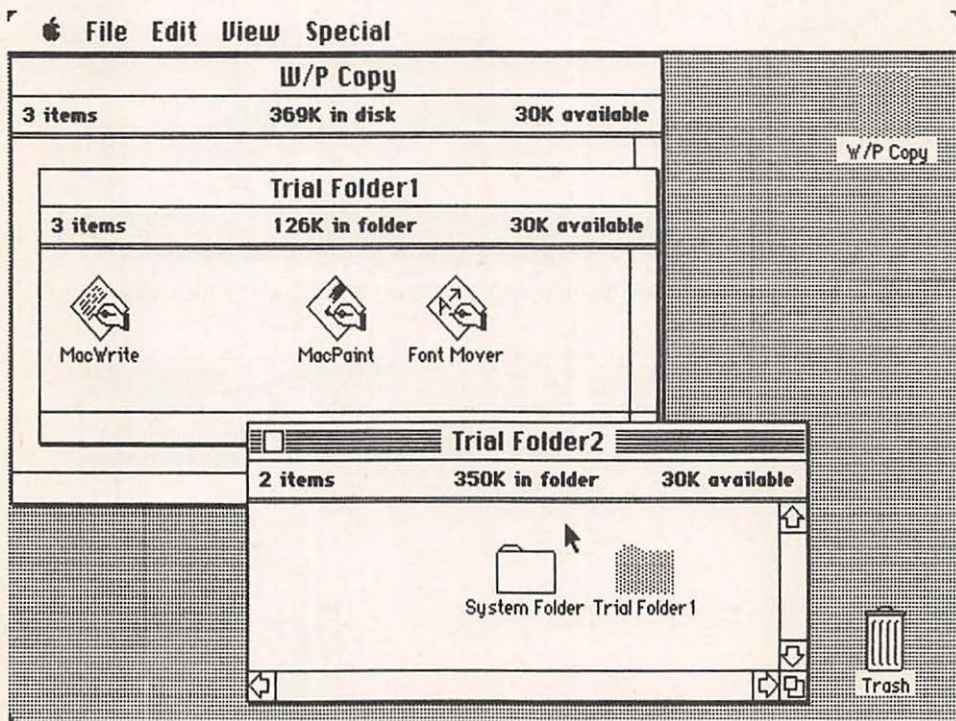 File Edit View Special
W/P Copy
3 items 369K in disk 30K available
W/P Copy
Trial Folder1
3 items 126K in folder 30K available
MacWrite MacPaint Font Mover
Trial Folder2
2 items 350K in folder 30K available
System Folder Trial Folder1
Trash